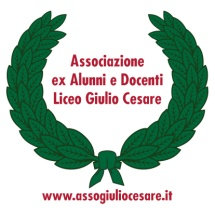 Associazione
ex Alunni e Docenti
Liceo Giulio Cesare
www.assogiuliocesare.it